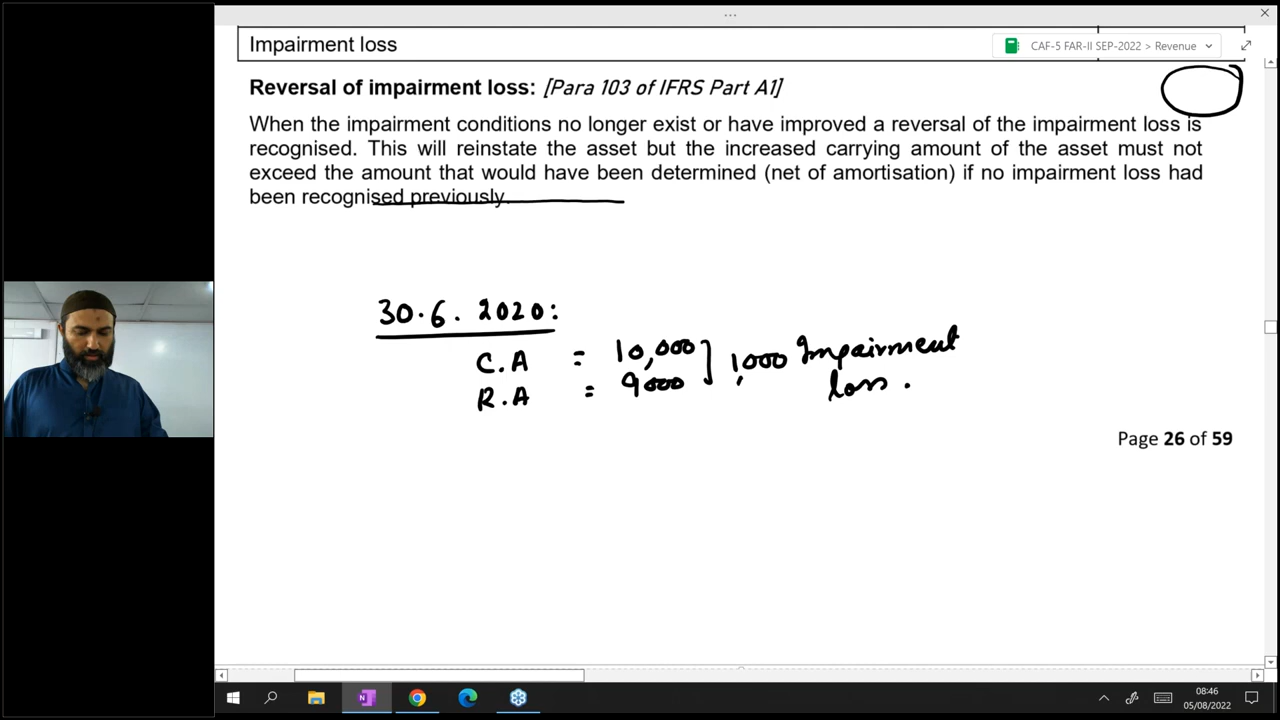 Impairment loss
CAF-5 FAR-II SEP-2022 > Revenue
Reversal of impairment loss: [Para 103 of IFRS Part A1]
When the impairment conditions no longer exist or have improved a reversal of the impairment loss is
recognised. This will reinstate the asset but the increased carrying amount of the asset must not
exceed the amount that would have been determined (net of amortisation) if no impairment loss had
been recognised previously.
30.6. 2020:
C.A = 10,000 ] 1,000 Impairment
R.A = 9000 loss.
Page 26 of 59
08:46
05/08/2022